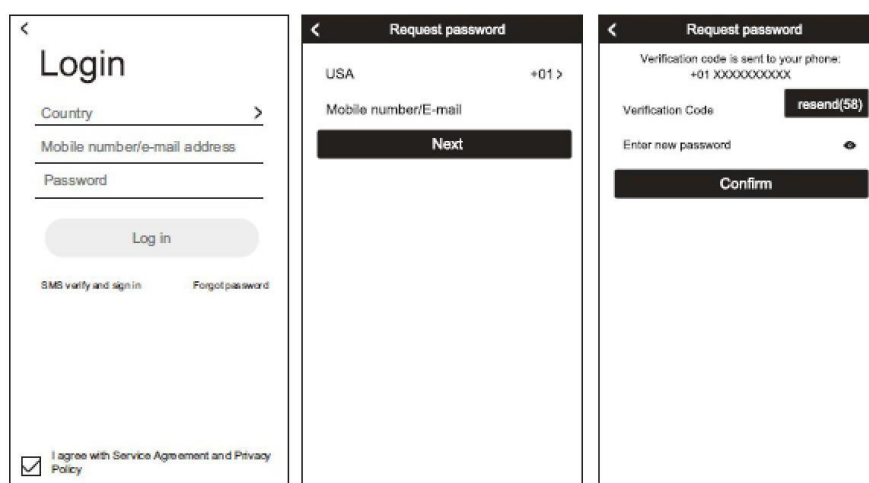 Login
Country
Mobile number/e-mail address
Password
Log in
SMS verify and sign in Forgot password
I agree with Service Agreement and Privacy
Policy
Request password
USA +01
Mobile number/E-mail
Next
Request password
Verification code is sent to your phone:
+01 XXXXXXXXXX
Verification Code resend(58)
Enter new password
Confirm